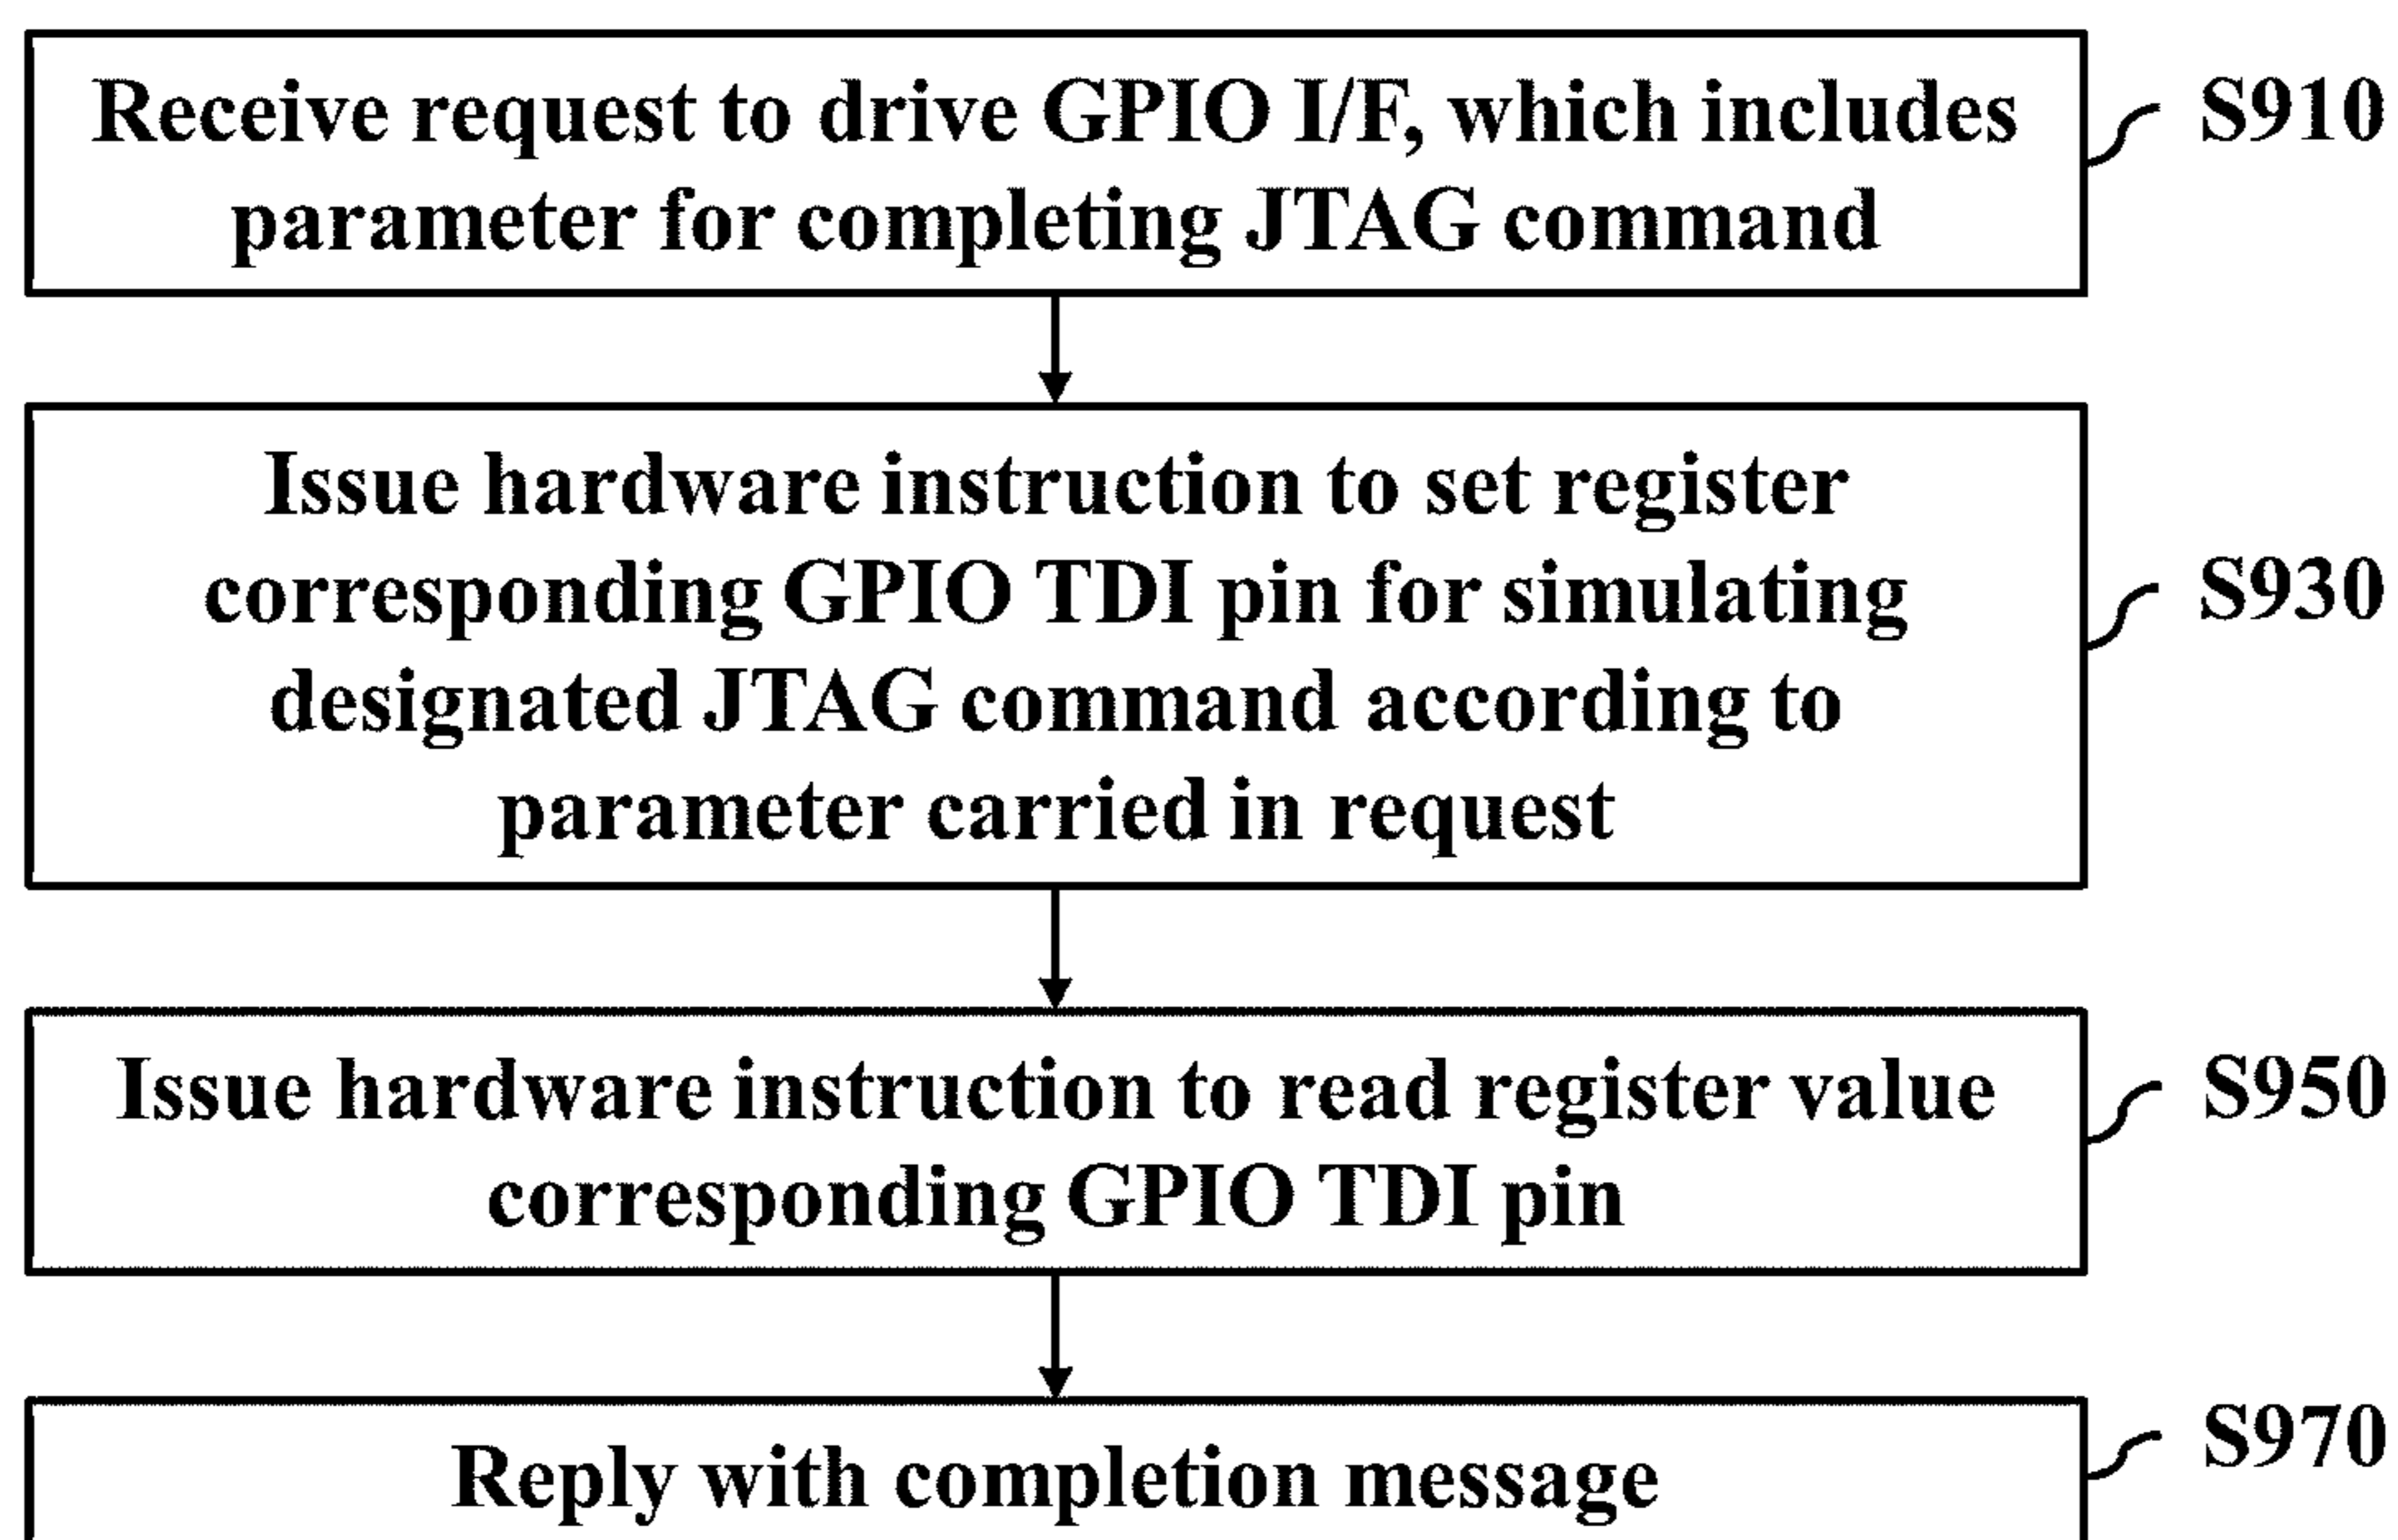 Receive request to drive GPIO I/F, which includes
parameter for completing JTAG command
S910
Issue hardware instruction to set register
corresponding GPIO TDI pin for simulating
designated JTAG command according to
parameter carried in request
S930
Issue hardware instruction to read register value
corresponding GPIO TDI pin
S950
Reply with completion message
S970